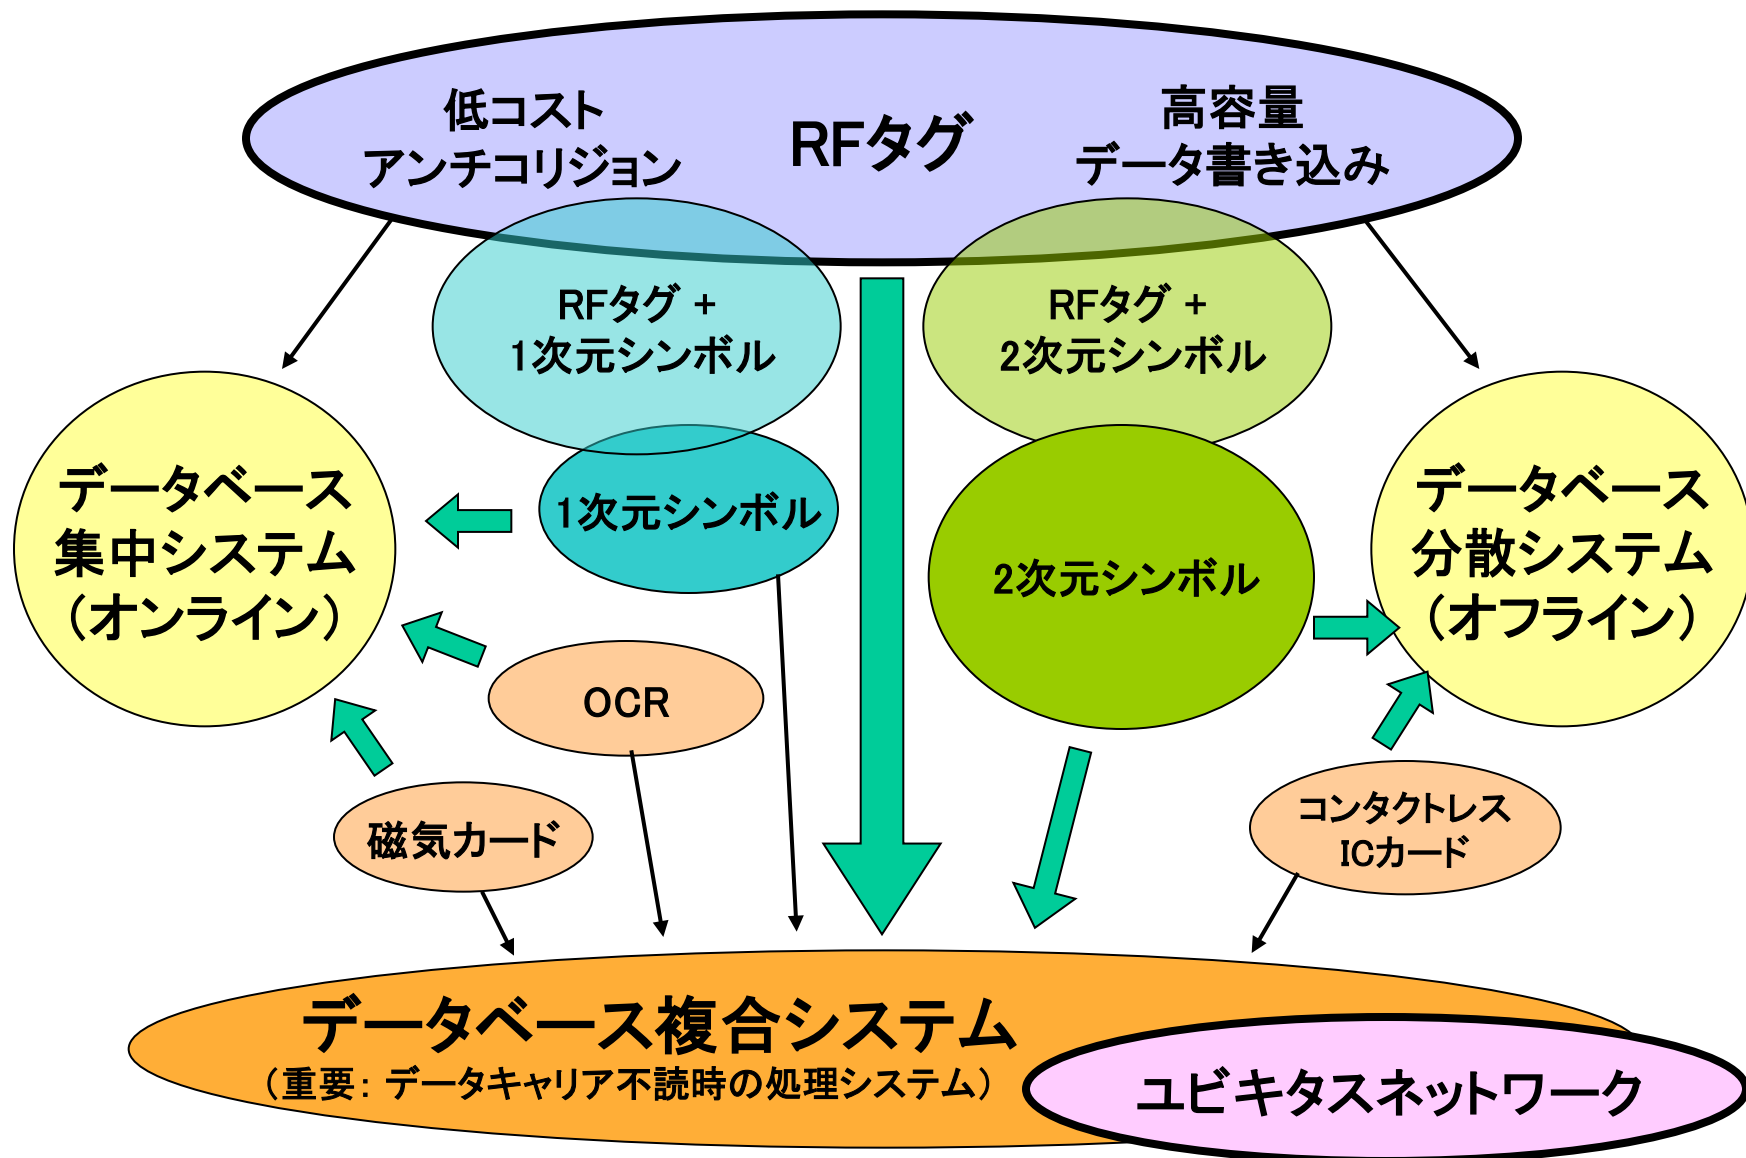 低コスト
アンチコリジョン
RFタグ
高容量
データ書き込み
RFタグ +
1次元シンボル
RFタグ +
2次元シンボル
データベース
集中システム
(オンライン)
1次元シンボル
2次元シンボル
データベース
分散システム
(オフライン)
OCR
磁気カード
コンタクトレス
ICカード
データベース複合システム
(重要: データキャリア不読時の処理システム)
ユビキタスネットワーク